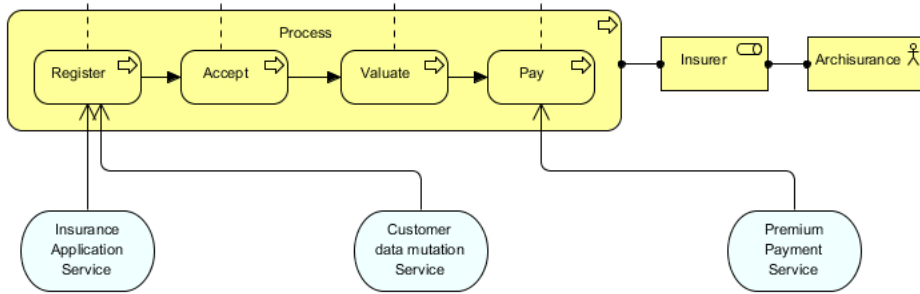 Process
Register
Accept
Valuate
Pay
Insurer
Archisurance
Insurance
Application
Service
Customer
data mutation
Service
Premium
Payment
Service